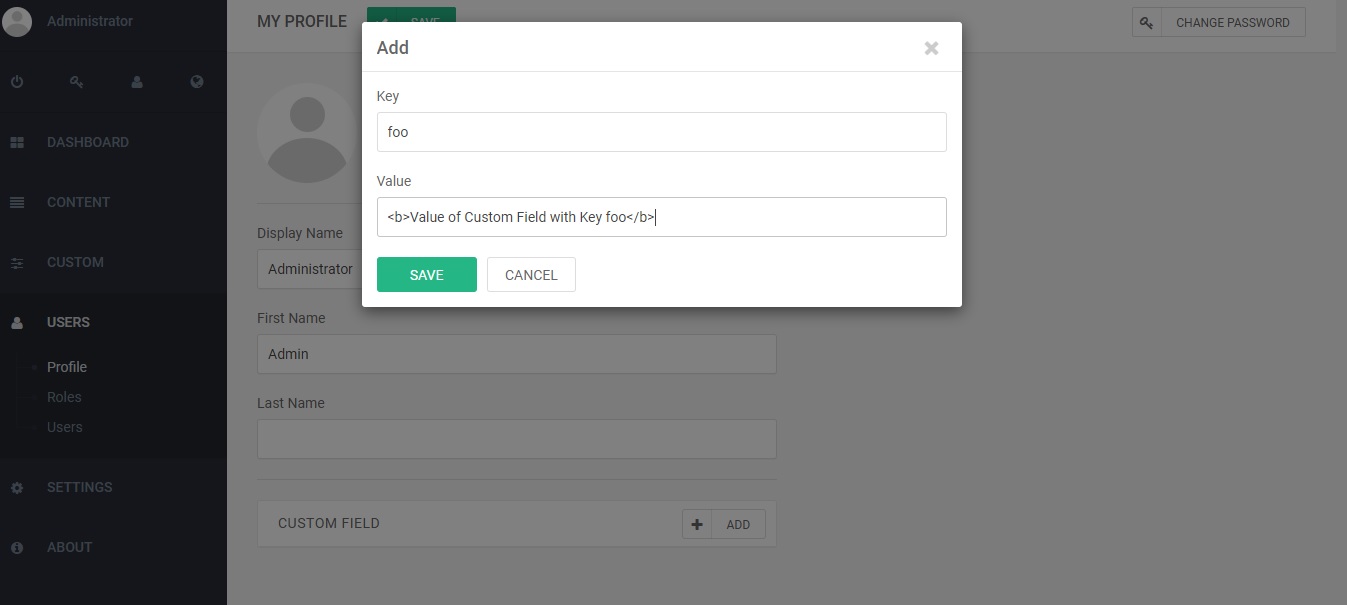 Administrator
MY PROFILE
SAVE
CHANGE PASSWORD
DASHBOARD
CONTENT
CUSTOM
USERS
Profile
Roles
Users
SETTINGS
ABOUT
Add
Key
foo
Value
<b>Value of Custom Field with Key foo</b>
SAVE CANCEL
Display Name
Administrator
First Name
Admin
Last Name
CUSTOM FIELD
ADD